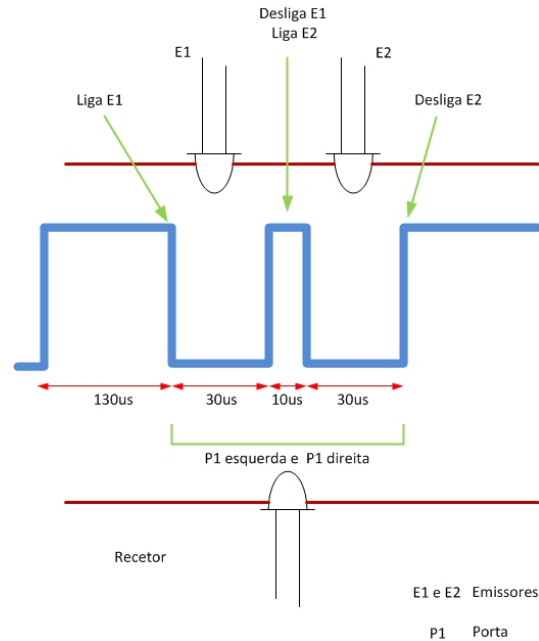 Desliga E1
Liga E2
E1
E2
Liga E1
Desliga E2
130us
30us
10us
30us
P1 esquerda e P1 direita
Recetor
E1 e E2 Emissores
P1 Porta